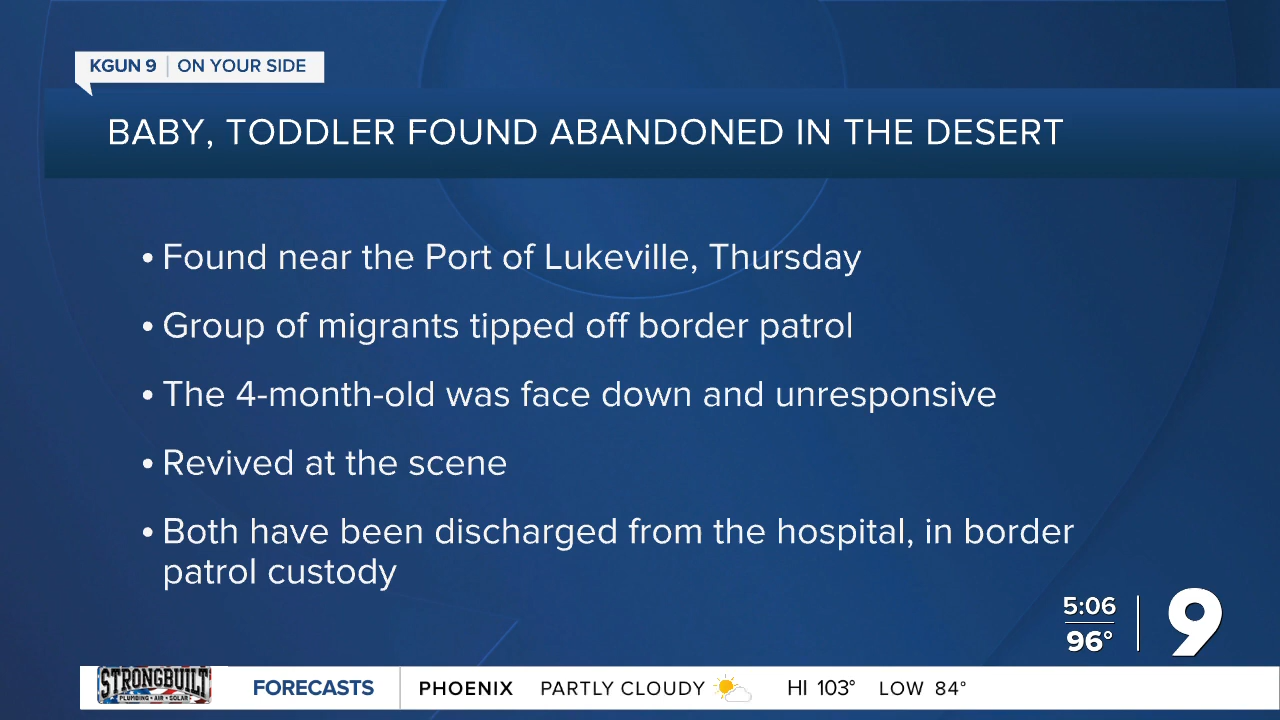 KGUN 9 | ON YOUR SIDE
BABY, TODDLER FOUND ABANDONED IN THE DESERT
• Found near the Port of Lukeville, Thursday
• Group of migrants tipped off border patrol
• The 4-month-old was face down and unresponsive
• Revived at the scene
• Both have been discharged from the hospital, in border
patrol custody
5:06
96°
9
STRONGBUILT
PLUMBING • AIR • SOLAR
FORECASTS
PHOENIX PARTLY CLOUDY HI 103° LOW 84°